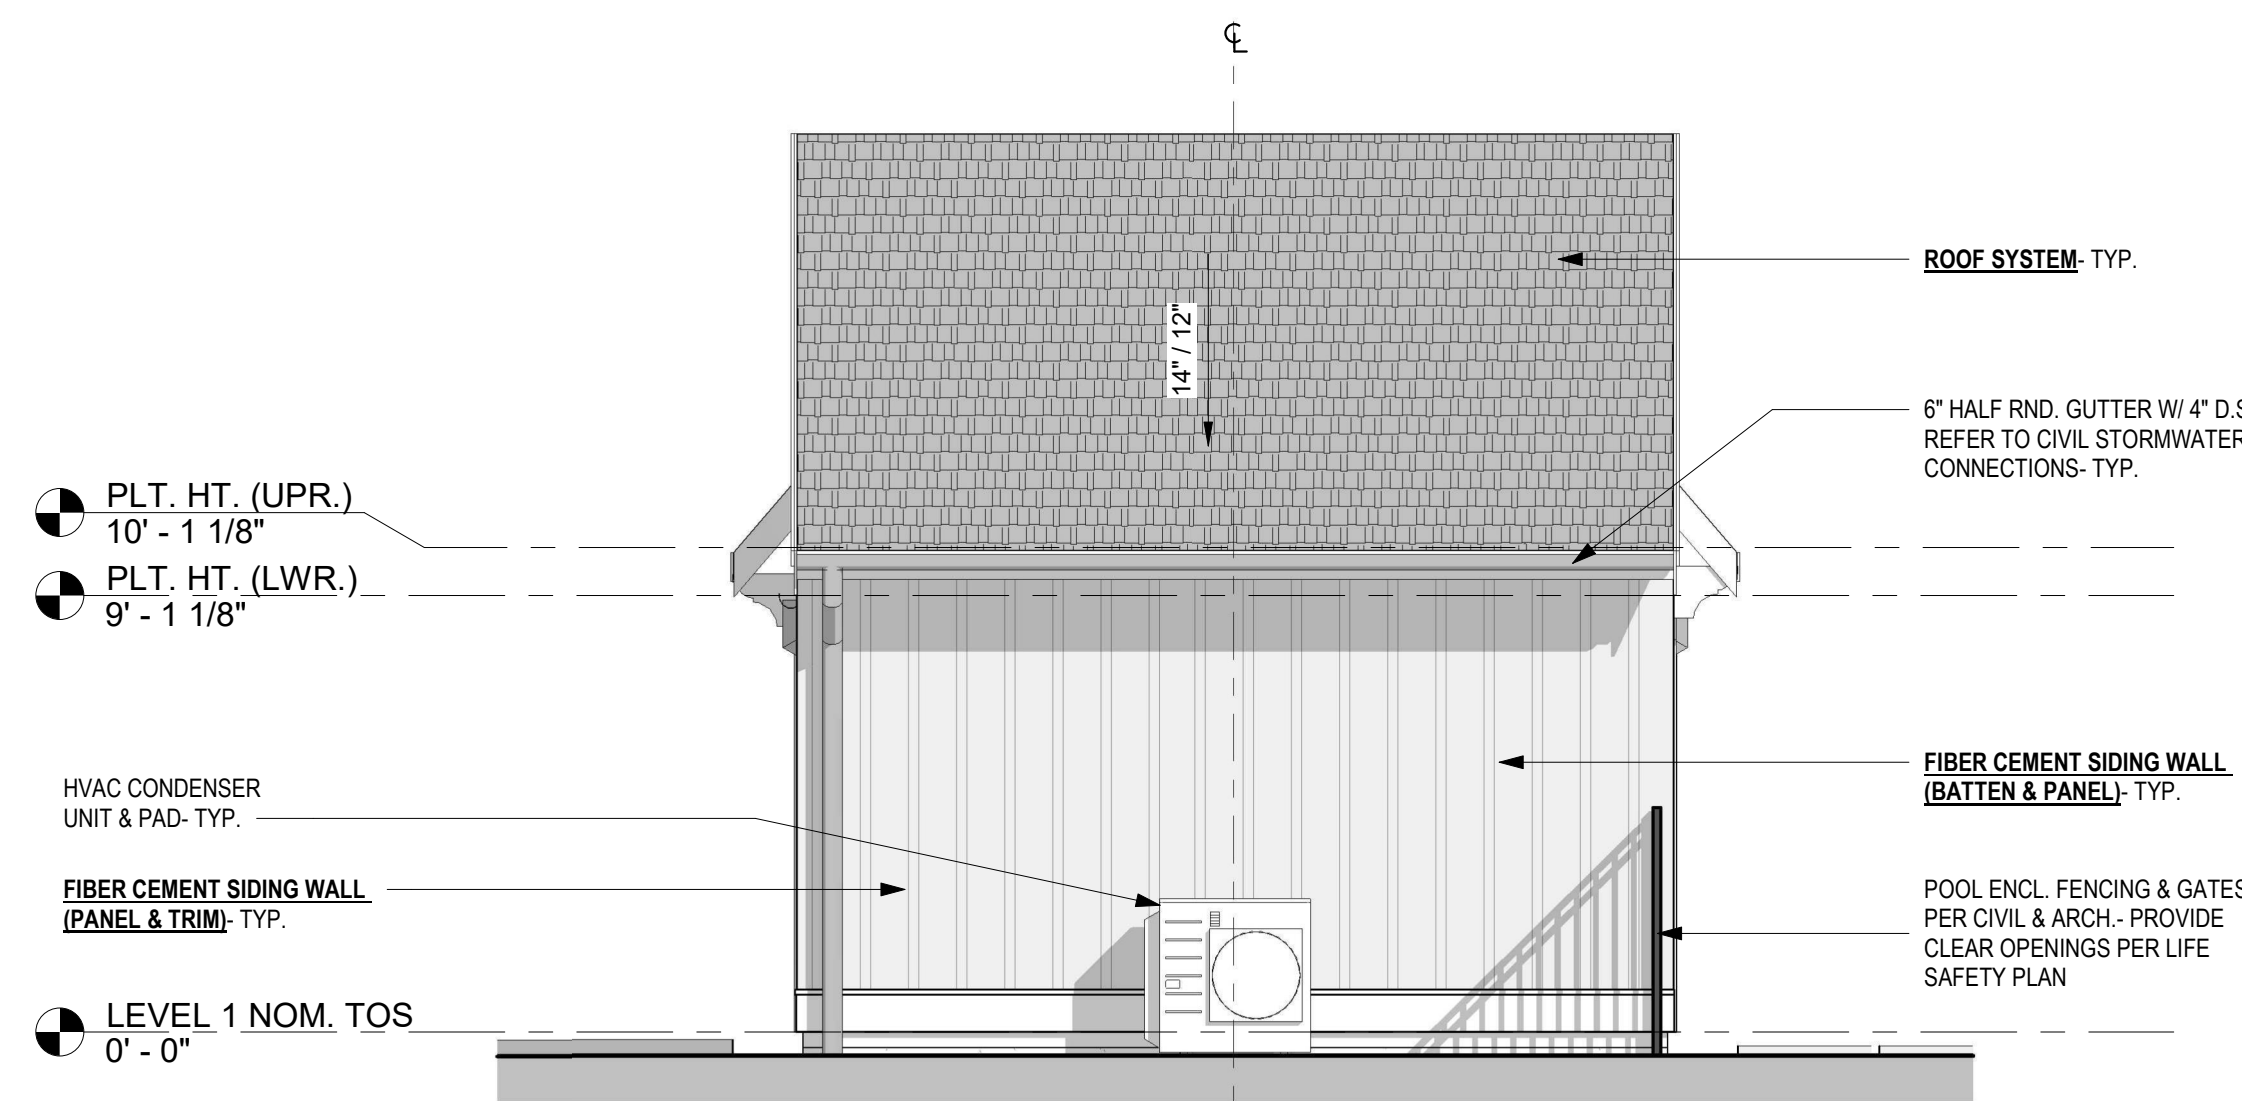 ℄
14" / 12"
ROOF SYSTEM- TYP.
6" HALF RND. GUTTER W/ 4" D.S
REFER TO CIVIL STORMWATER
CONNECTIONS- TYP.
PLT. HT. (UPR.)
10' - 1 1/8"
PLT. HT. (LWR.)
9' - 1 1/8"
HVAC CONDENSER
UNIT & PAD- TYP.
FIBER CEMENT SIDING WALL
(PANEL & TRIM)- TYP.
FIBER CEMENT SIDING WALL
(BATTEN & PANEL)- TYP.
POOL ENCL. FENCING & GATES
PER CIVIL & ARCH.- PROVIDE
CLEAR OPENINGS PER LIFE
SAFETY PLAN
LEVEL 1 NOM. TOS
0' - 0"